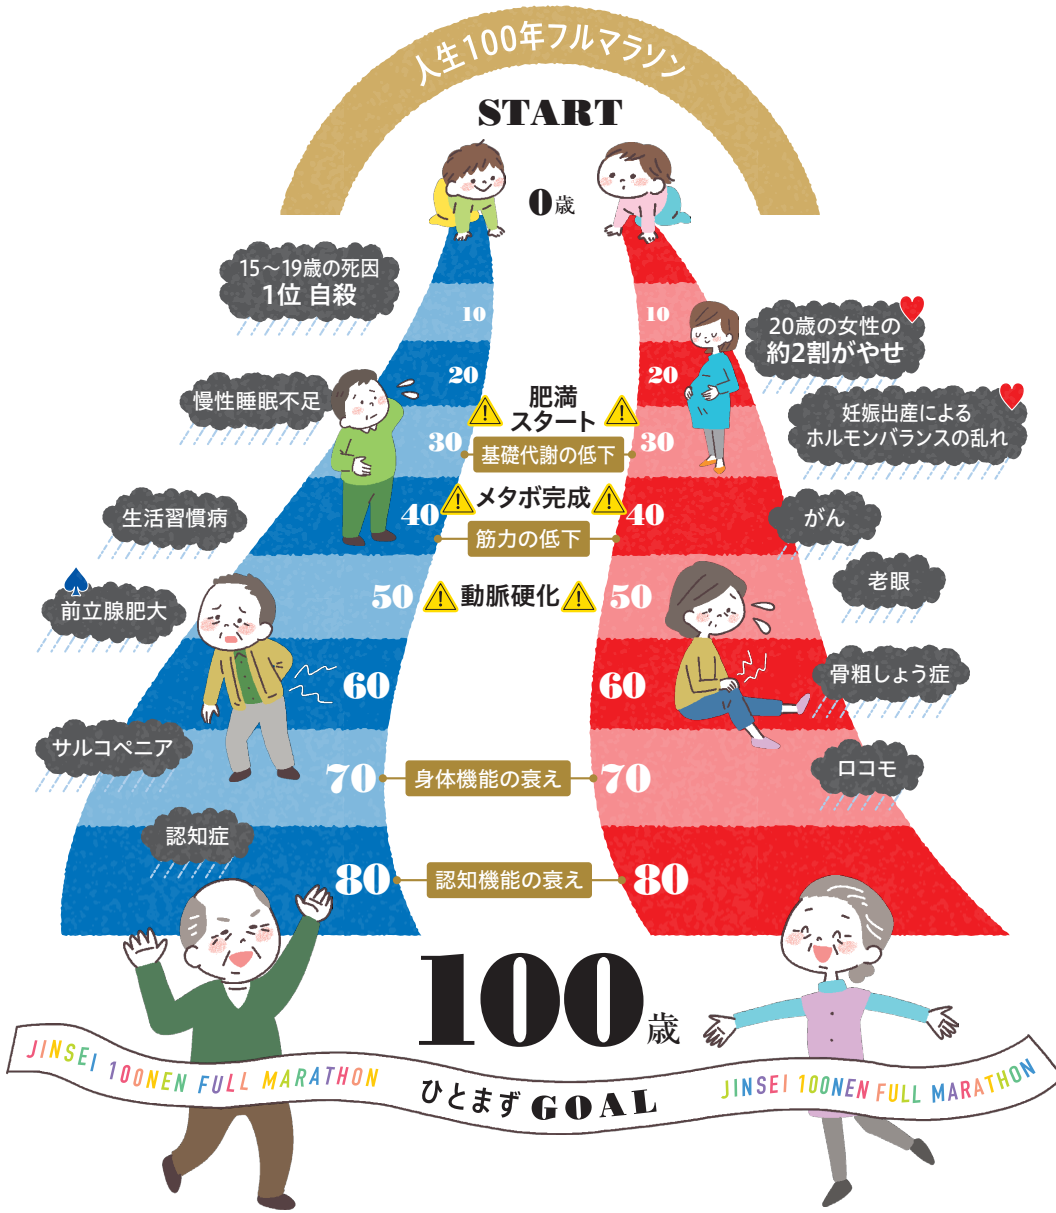 人生100年フルマラソン
START
0歳
15〜19歳の死因
1位 自殺
10
10
20歳の女性の
約2割がやせ
慢性睡眠不足
20
20
肥満
スタート
妊娠出産による
ホルモンバランスの乱れ
30
基礎代謝の低下
30
生活習慣病
40
メタボ完成
40
筋力の低下
がん
前立腺肥大
50
動脈硬化
50
老眼
60
60
骨粗しょう症
サルコペニア
70
身体機能の衰え
70
ロコモ
認知症
80
認知機能の衰え
80
100歳
JINSEI 100NEN FULL MARATHON
ひとまず GOAL
JINSEI 100NEN FULL MARATHON